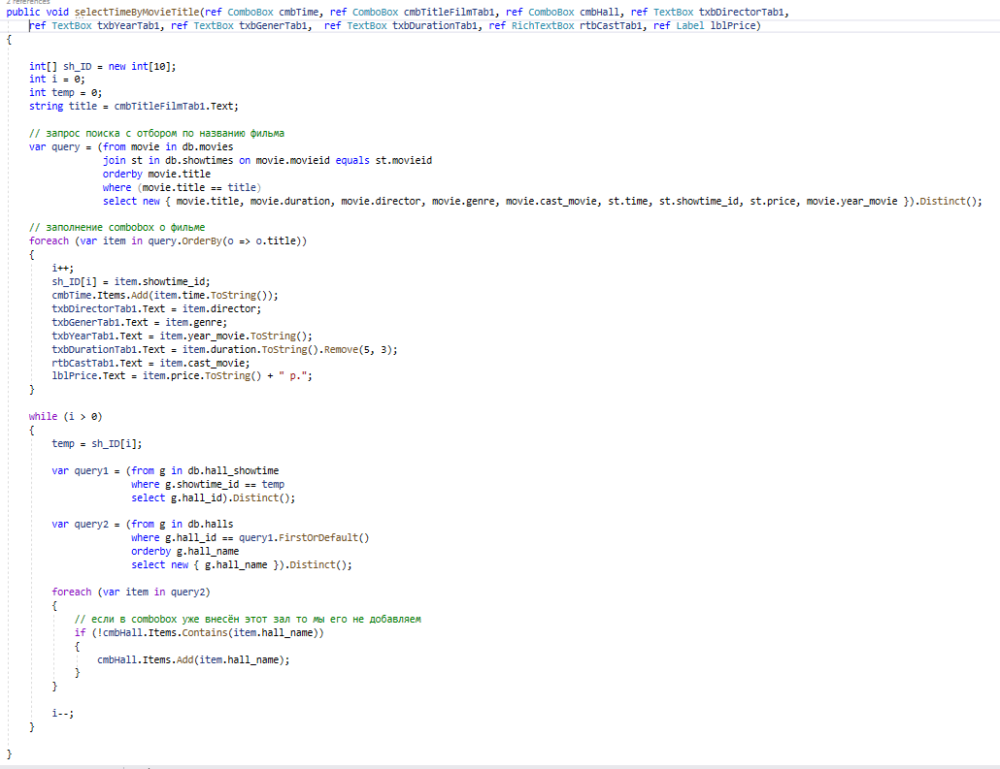 2 references
public void selectTimeByMovieTitle(ref ComboBox cmbTime, ref ComboBox cmbTitleFilmTab1, ref ComboBox cmbHall, ref TextBox txbDirectorTab1,
ref TextBox txbYearTab1, ref TextBox txbGenerTab1,  ref TextBox txbDurationTab1, ref RichTextBox rtbCastTab1, ref Label lblPrice)
{
int[] sh_ID = new int[10];
int i = 0;
int temp = 0;
string title = cmbTitleFilmTab1.Text;
// запрос поиска с отбором по названию фильма
var query = (from movie in db.movies
join st in db.showtimes on movie.movieid equals st.movieid
orderby movie.title
where (movie.title == title)
select new { movie.title, movie.duration, movie.director, movie.genre, movie.cast_movie, st.time, st.showtime_id, st.price, movie.year_movie }).Distinct();
// заполнение combobox о фильме
foreach (var item in query.OrderBy(o => o.title))
{
i++;
sh_ID[i] = item.showtime_id;
cmbTime.Items.Add(item.time.ToString());
txbDirectorTab1.Text = item.director;
txbGenerTab1.Text = item.genre;
txbYearTab1.Text = item.year_movie.ToString();
txbDurationTab1.Text = item.duration.ToString().Remove(5, 3);
rtbCastTab1.Text = item.cast_movie;
lblPrice.Text = item.price.ToString() + " р.";
}
while (i > 0)
{
temp = sh_ID[i];
var query1 = (from g in db.hall_showtime
where g.showtime_id == temp
select g.hall_id).Distinct();
var query2 = (from g in db.halls
where g.hall_id == query1.FirstOrDefault()
orderby g.hall_name
select new { g.hall_name }).Distinct();
foreach (var item in query2)
{
// если в combobox уже внесён этот зал то мы его не добавляем
if (!cmbHall.Items.Contains(item.hall_name))
{
cmbHall.Items.Add(item.hall_name);
}
}
i--;
}
}